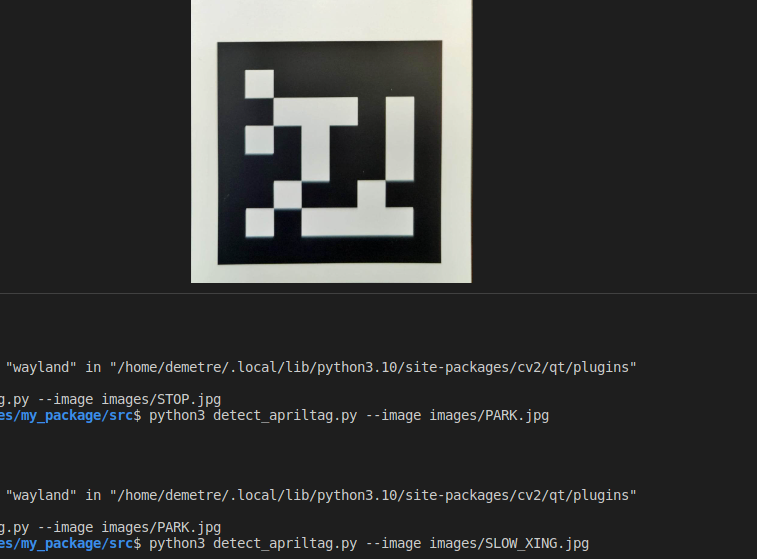 "wayland" in "/home/demetre/.local/lib/python3.10/site-packages/cv2/qt/plugins"
g.py --image images/STOP.jpg
es/my_package/src$ python3 detect_apriltag.py --image images/PARK.jpg
"wayland" in "/home/demetre/.local/lib/python3.10/site-packages/cv2/qt/plugins"
g.py --image images/PARK.jpg
es/my_package/src$ python3 detect_apriltag.py --image images/SLOW_XING.jpg